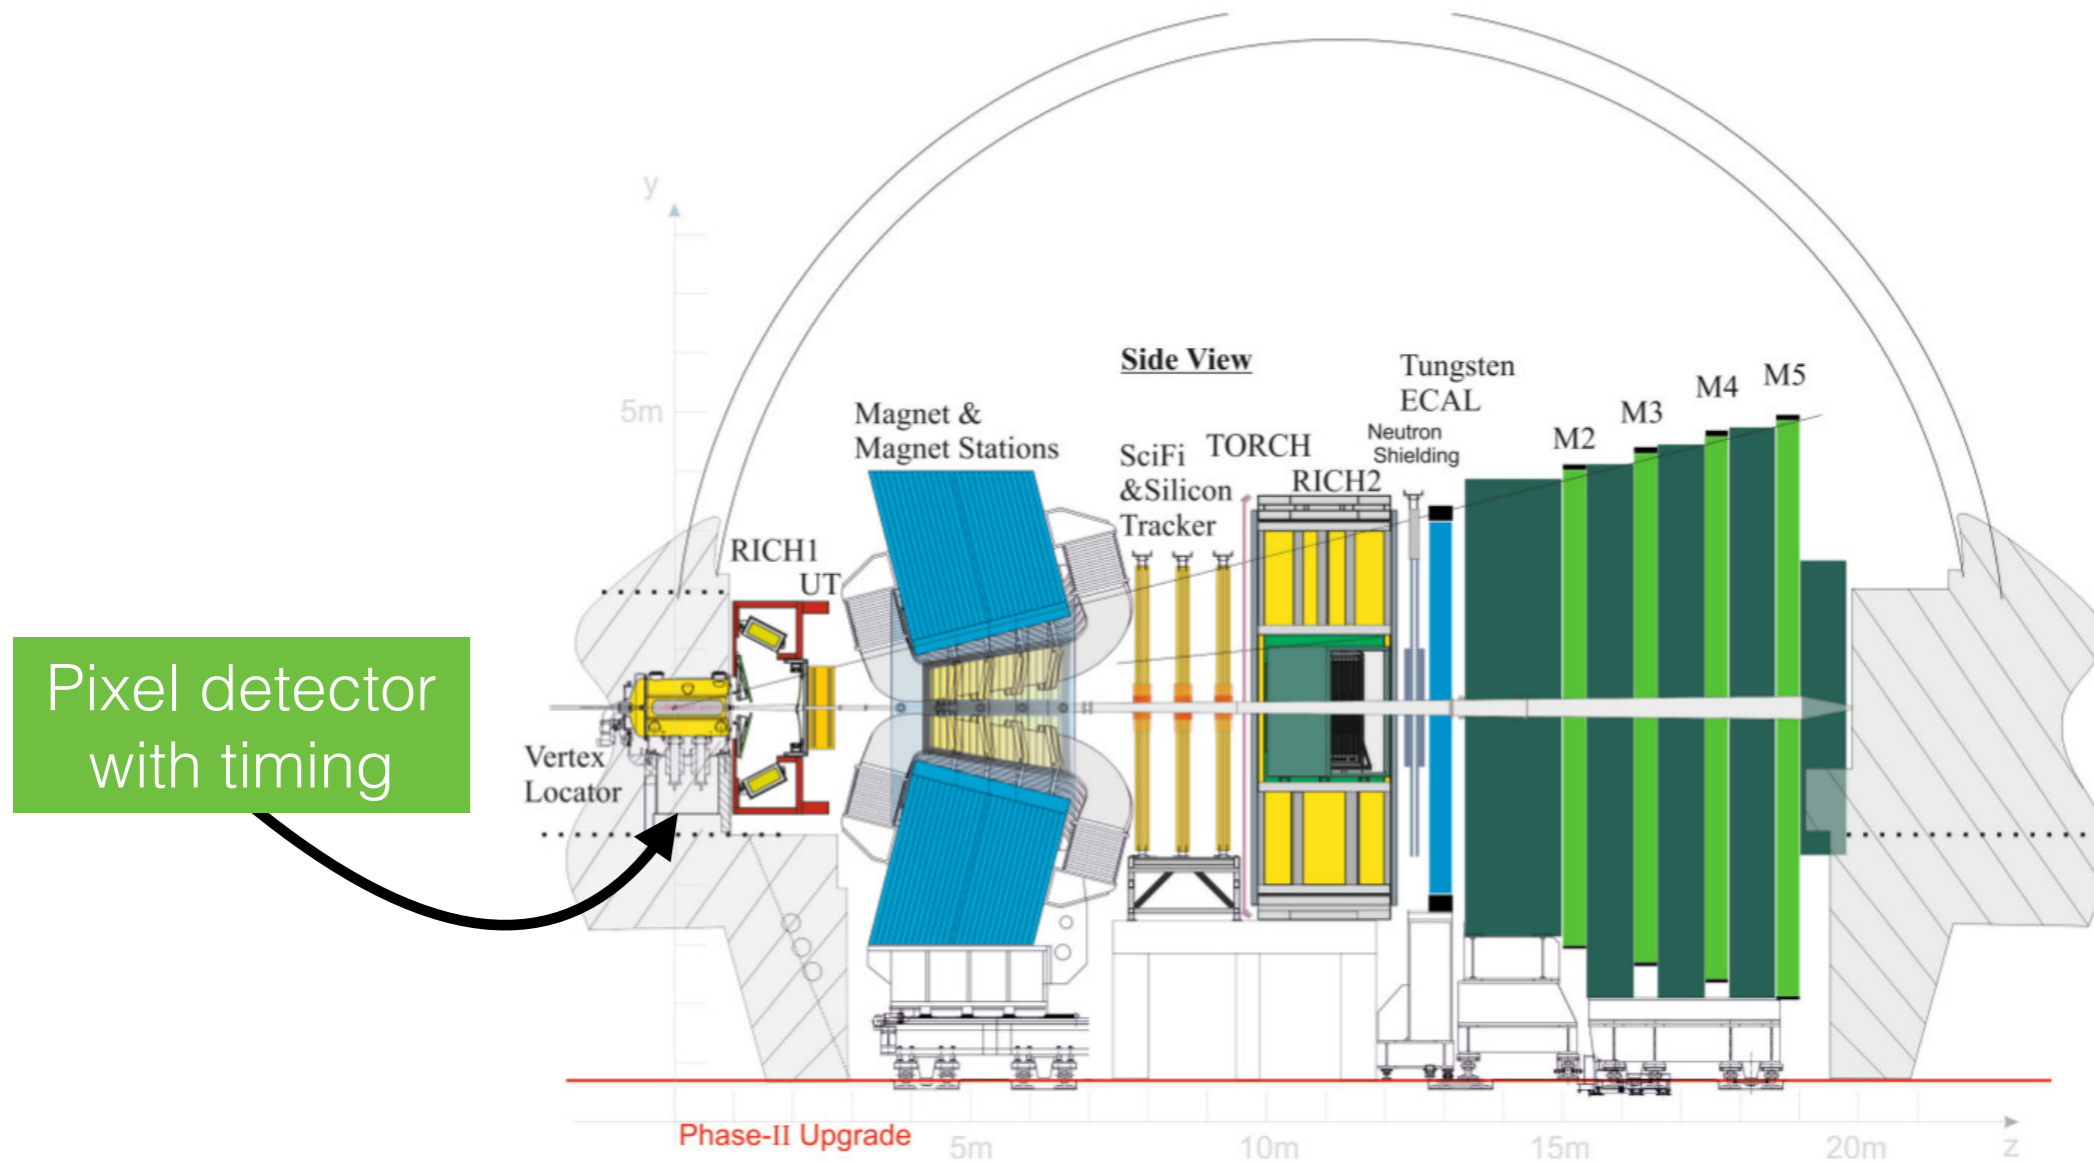 y
5m
Side View
Magnet &
Magnet Stations
SciFi
&Silicon
Tracker
TORCH
RICH2
Tungsten
ECAL
Neutron
Shielding
M2
M3
M4
M5
RICH1
UT
Pixel detector
with timing
Vertex
Locator
Phase-II Upgrade
5m
10m
15m
20m
z